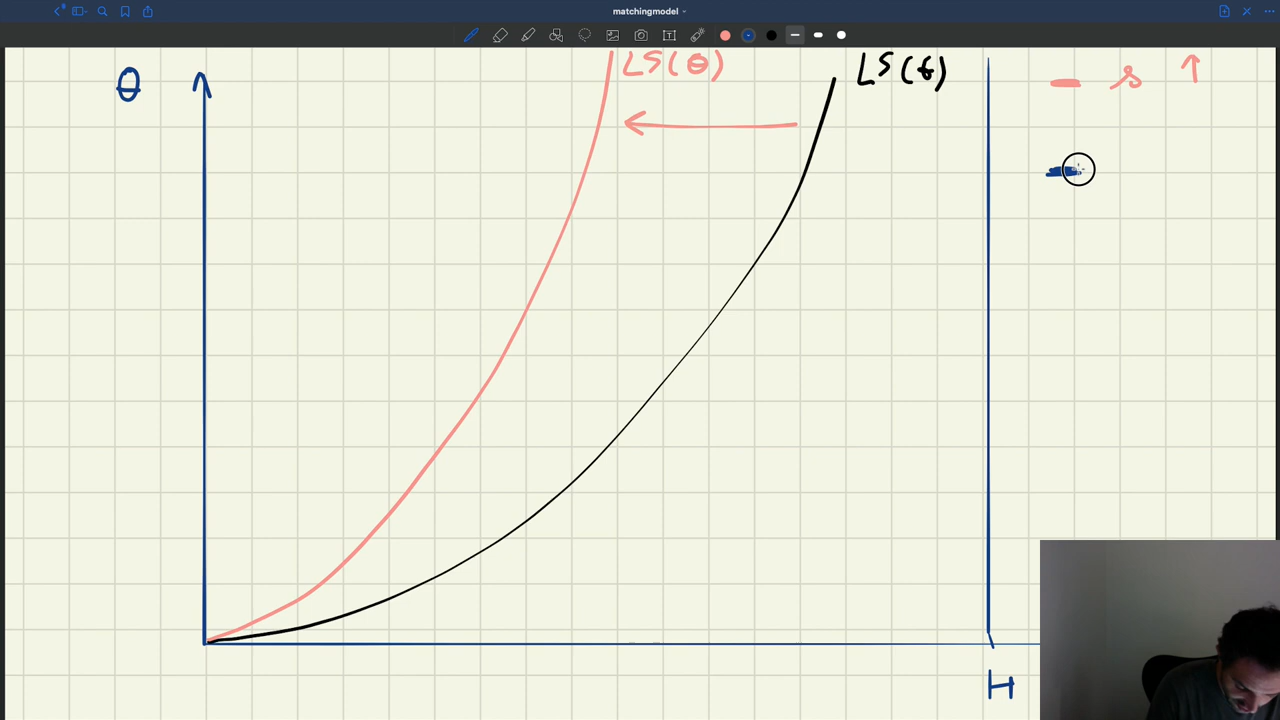 matchingmodel
θ
LS(θ)
LS(θ)
s ↑
H